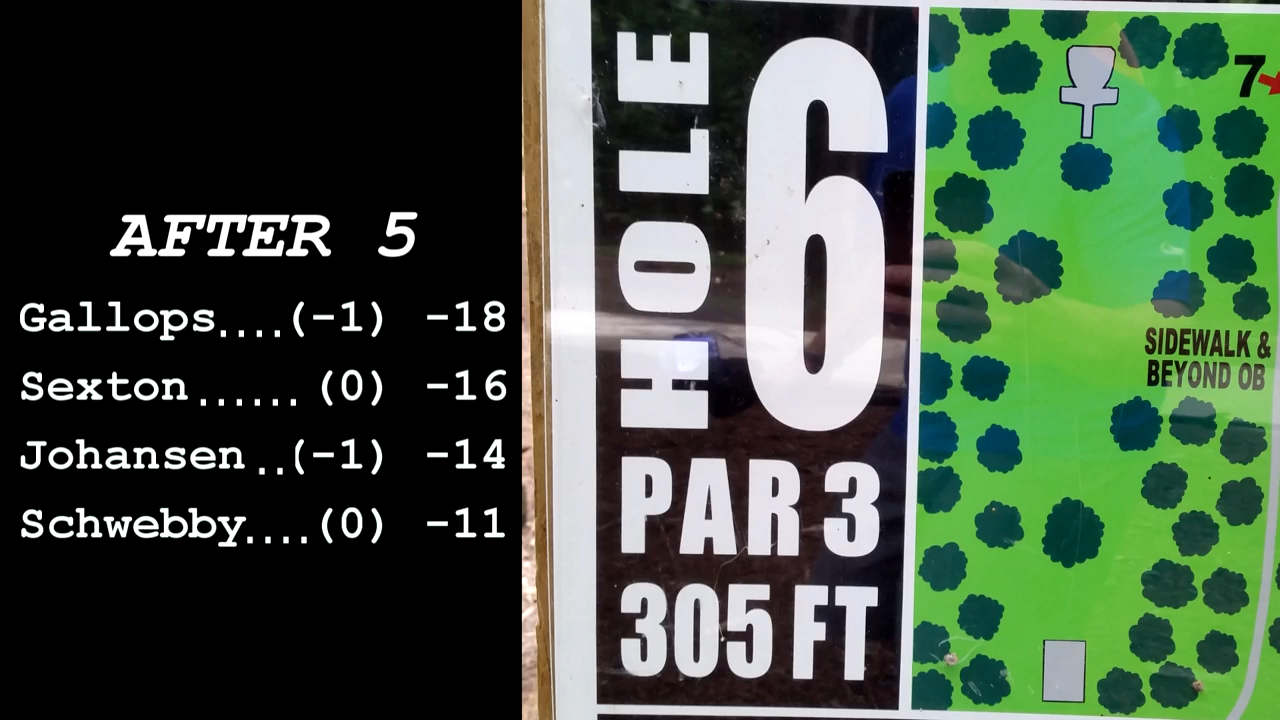 AFTER 5
Gallops....(-1) -18
Sexton...... (0) -16
Johansen..(-1) -14
Schwebby....(0) -11
HOLE
6
PAR 3
305 FT
7
SIDEWALK &
BEYOND OB